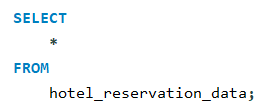 SELECT
*
FROM
hotel_reservation_data;